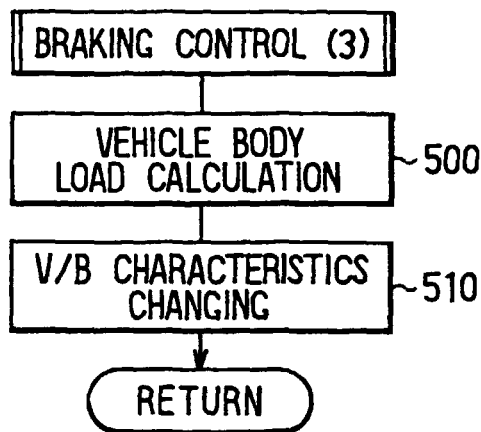 BRAKING CONTROL (3)
VEHICLE BODY
LOAD CALCULATION
500
V/B CHARACTERISTICS
CHANGING
510
RETURN